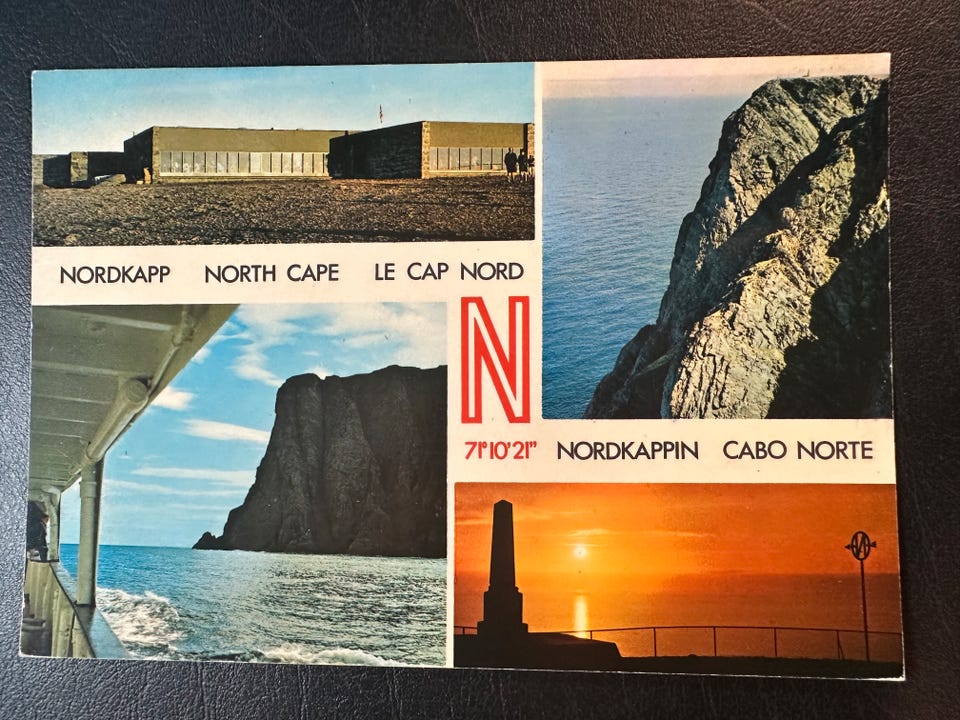 NORDKAPP NORTH CAPE LE CAP NORD
N
71°10'21" NORDKAPPIN CABO NORTE